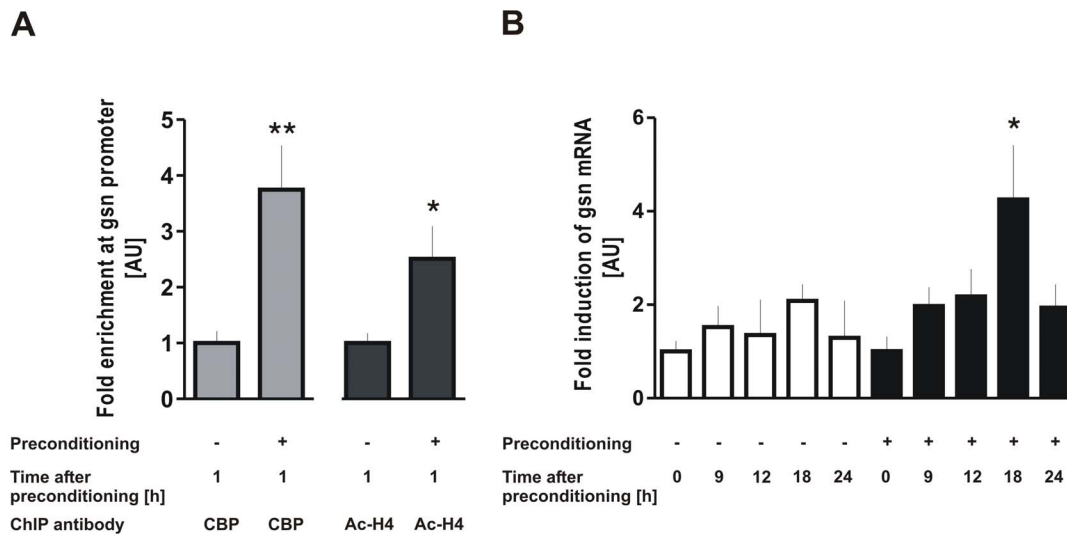 A
B
Fold enrichment at gsn promoter
[AU]
5
4
3
2
1
0
**
*
Preconditioning - + - +
Time after
preconditioning [h] 1 1 1 1
ChIP antibody CBP CBP Ac-H4 Ac-H4
Fold induction of gsn mRNA
[AU]
6
4
2
0
*
Preconditioning - - - - - + + + + +
Time after
preconditioning [h] 0 9 12 18 24 0 9 12 18 24